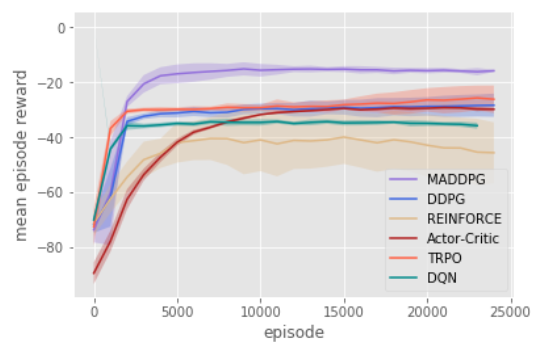 0
−20
−40
−60
−80
mean episode reward
MADDPG
DDPG
REINFORCE
Actor-Critic
TRPO
DQN
0 5000 10000 15000 20000 25000
episode